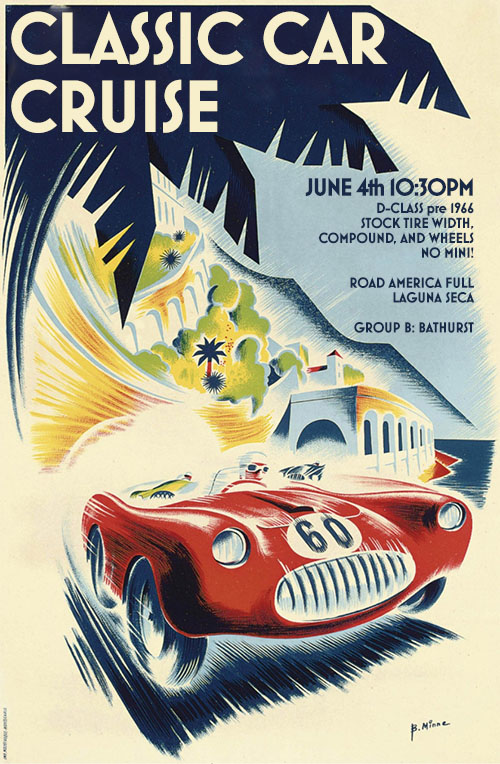 CLASSIC CAR
CRUISE
JUNE 4th 10:30PM
D-CLASS pre 1966
STOCK TIRE WIDTH,
COMPOUND, AND WHEELS
NO MINI!
ROAD AMERICA FULL
LAGUNA SECA
GROUP B: BATHURST
60
B. Minne